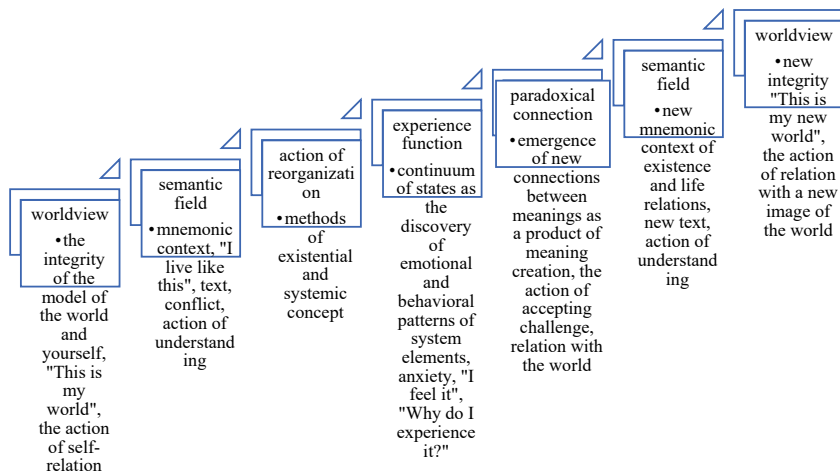 worldview
•the
integrity
of the
model of
the world
and
yourself,
"This is
my
world",
the action
of self-
relation
semantic
field
•mnemonic
context, "I
live like
this", text,
conflict,
action of
understand
ing
action of
reorganizati
on
•methods
of
existential
and
systemic
concept
experience
function
•continuum
of states as
the
discovery
of
emotional
and
behavioral
patterns of
system
elements,
anxiety, "I
feel it",
"Why do I
experience
it?"
paradoxical
connection
•emergence
of new
connections
between
meanings as
a product of
meaning
creation, the
action of
accepting
challenge,
relation with
the world
semantic
field
•new
mnemonic
context of
existence
and life
relations,
new text,
action of
understand
ing
worldview
•new
integrity
"This is
my new
world",
the action
of relation
with a new
image of
the world